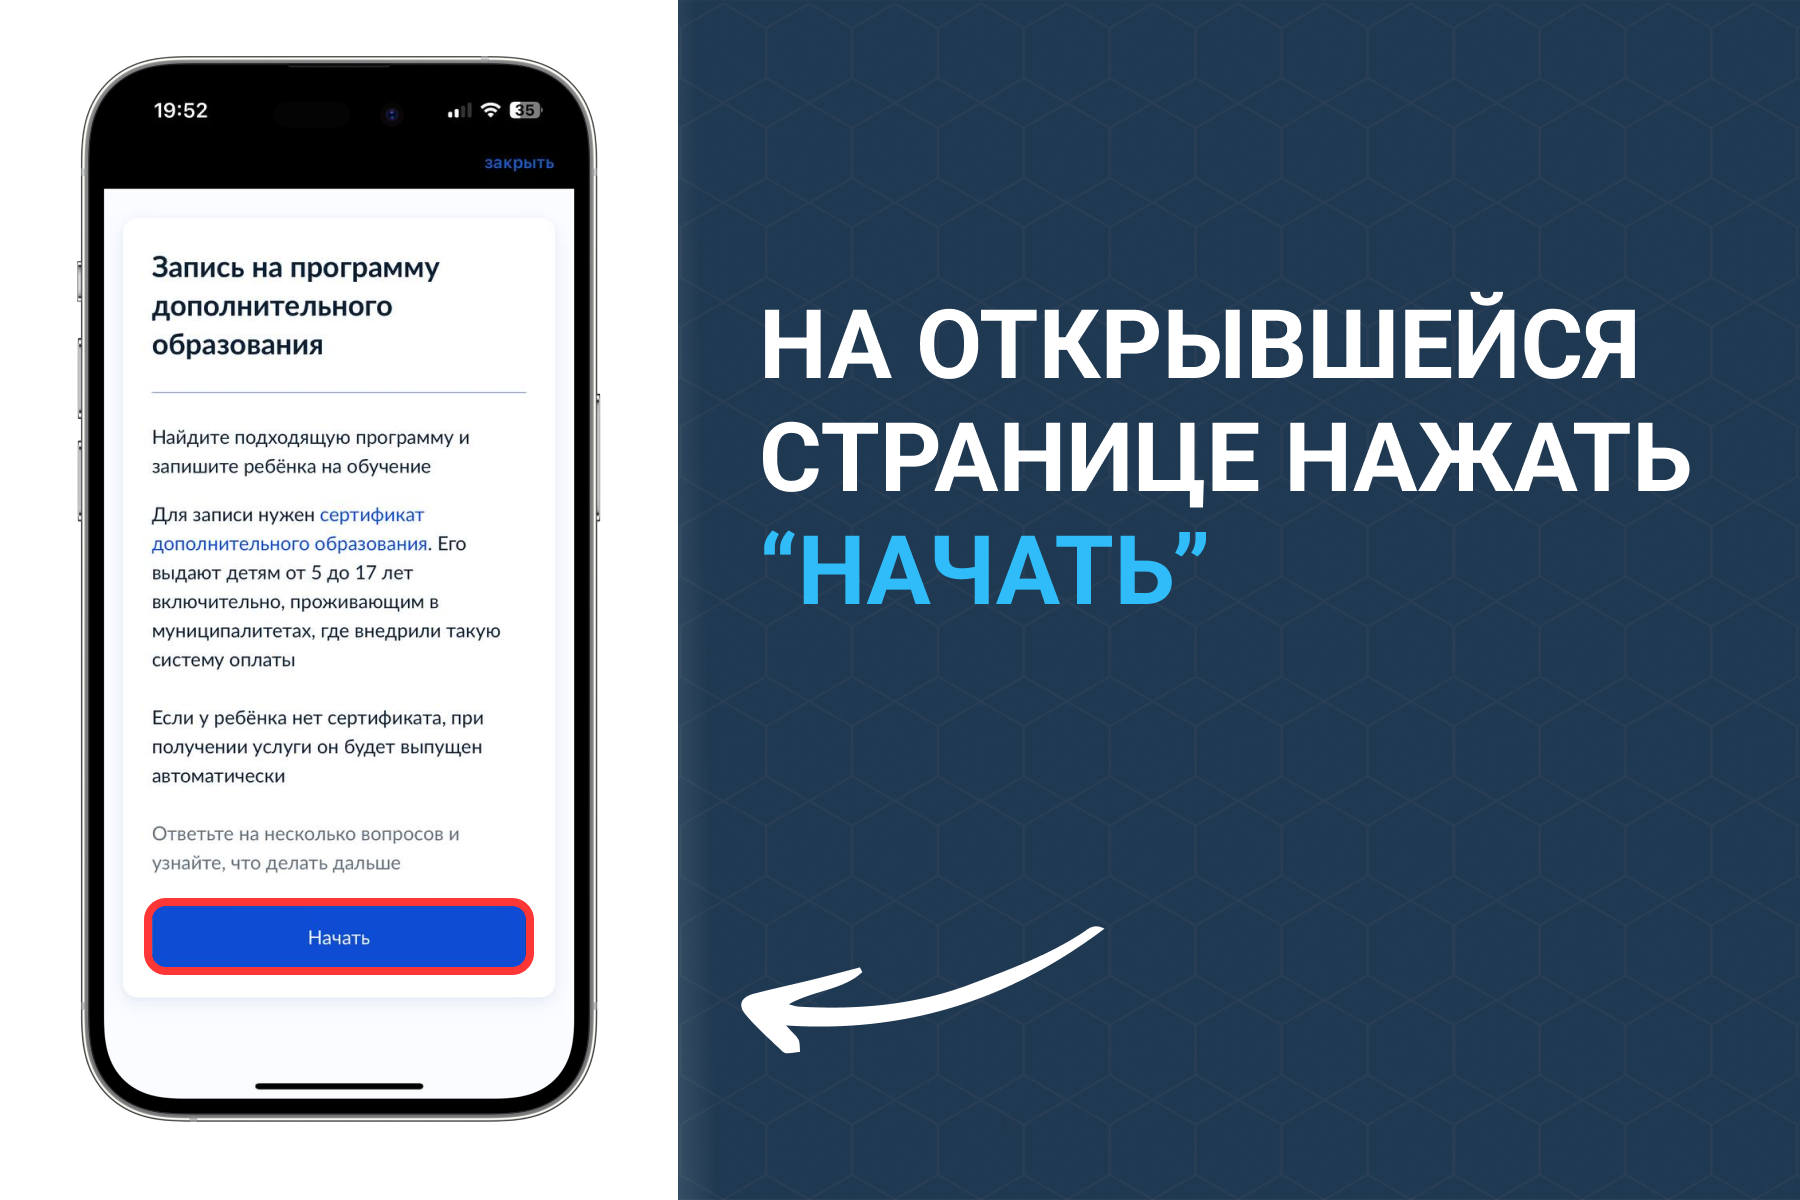 19:52
35
закрыть
Запись на программу
дополнительного
образования
Найдите подходящую программу и
запишите ребёнка на обучение
Для записи нужен сертификат
дополнительного образования. Его
выдают детям от 5 до 17 лет
включительно, проживающим в
муниципалитетах, где внедрили такую
систему оплаты
Если у ребёнка нет сертификата, при
получении услуги он будет выпущен
автоматически
Ответьте на несколько вопросов и
узнайте, что делать дальше
Начать
НА ОТКРЫВШЕЙСЯ
СТРАНИЦЕ НАЖАТЬ
“НАЧАТЬ”